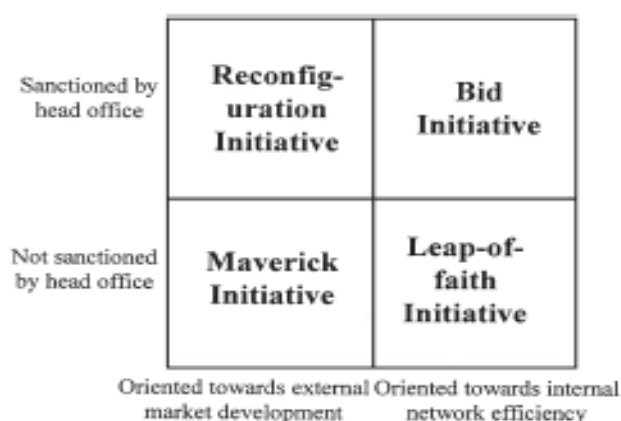 Sanctioned by
head office
Reconfig-
uration
Initiative
Bid
Initiative
Not sanctioned
by head office
Maverick
Initiative
Leap-of-
faith
Initiative
Oriented towards external
market development
Oriented towards internal
network efficiency